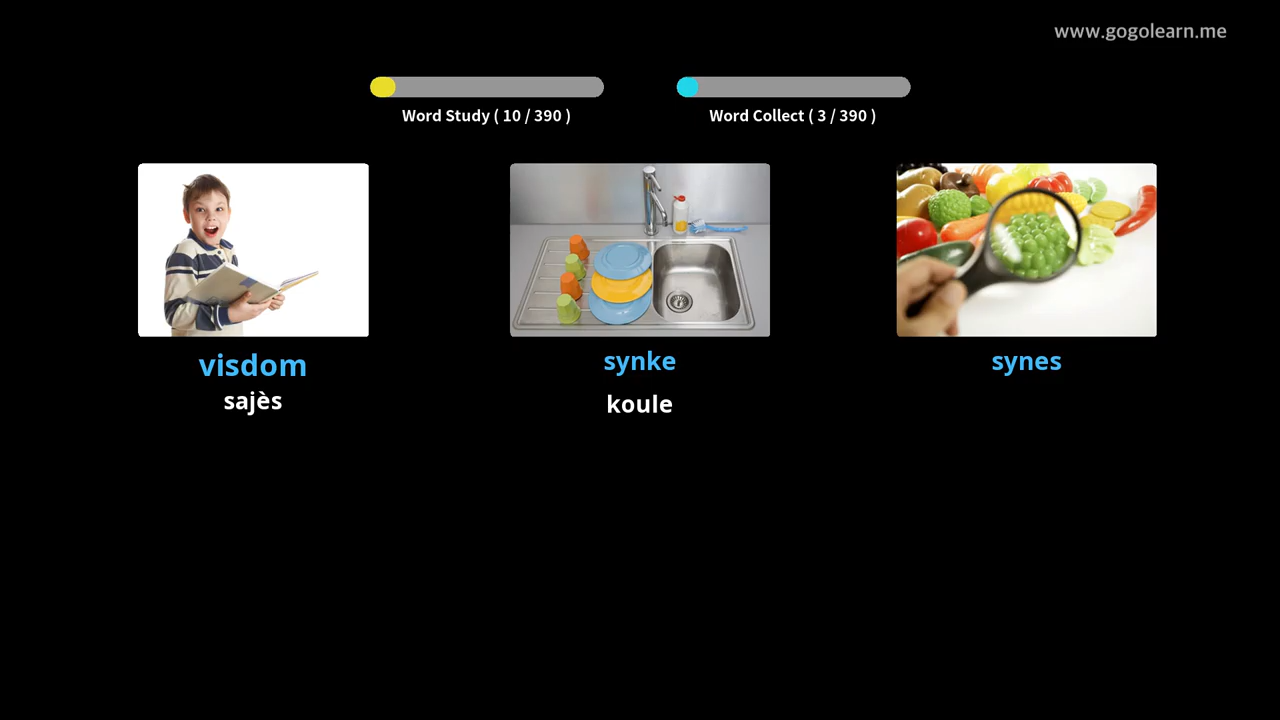 www.gogolearn.me
Word Study ( 10 / 390 )
Word Collect ( 3 / 390 )
visdom
sajès
synke
koule
synes